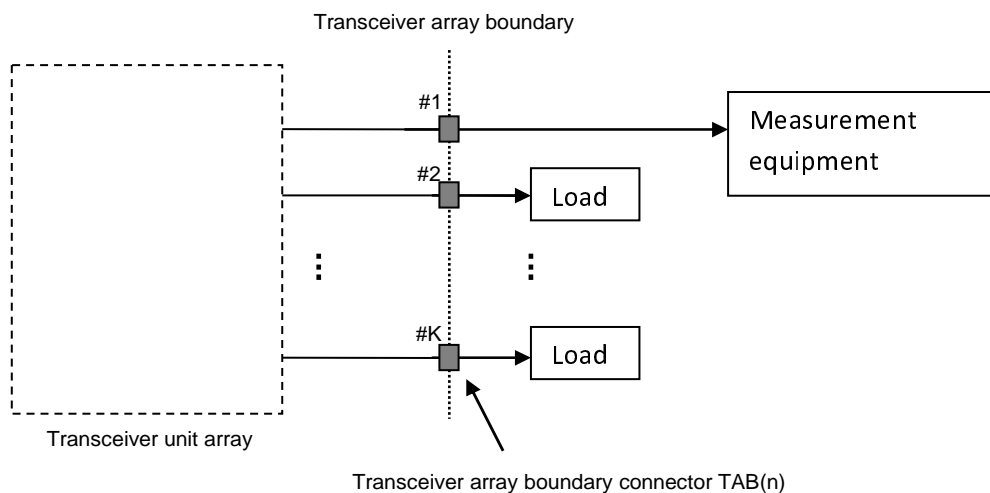 Transceiver array boundary
#1
Measurement
equipment
#2
Load
#K
Load
Transceiver unit array
Transceiver array boundary connector TAB(n)